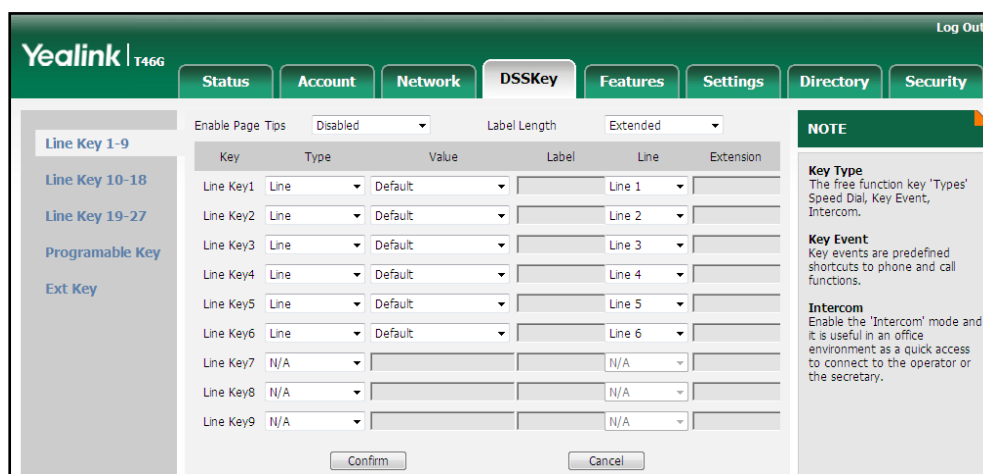 Log Out
Yealink | T46G
Status Account Network DSSKey Features Settings Directory Security
Line Key 1-9
Line Key 10-18
Line Key 19-27
Programable Key
Ext Key
Enable Page Tips Disabled Label Length Extended
Key Type Value Label Line Extension
Line Key1 Line Default Line 1
Line Key2 Line Default Line 2
Line Key3 Line Default Line 3
Line Key4 Line Default Line 4
Line Key5 Line Default Line 5
Line Key6 Line Default Line 6
Line Key7 N/A N/A
Line Key8 N/A N/A
Line Key9 N/A N/A
Confirm Cancel
NOTE
Key Type
The free function key 'Types'
Speed Dial, Key Event,
Intercom.
Key Event
Key events are predefined
shortcuts to phone and call
functions.
Intercom
Enable the 'Intercom' mode and
it is useful in an office
environment as a quick access
to connect to the operator or
the secretary.